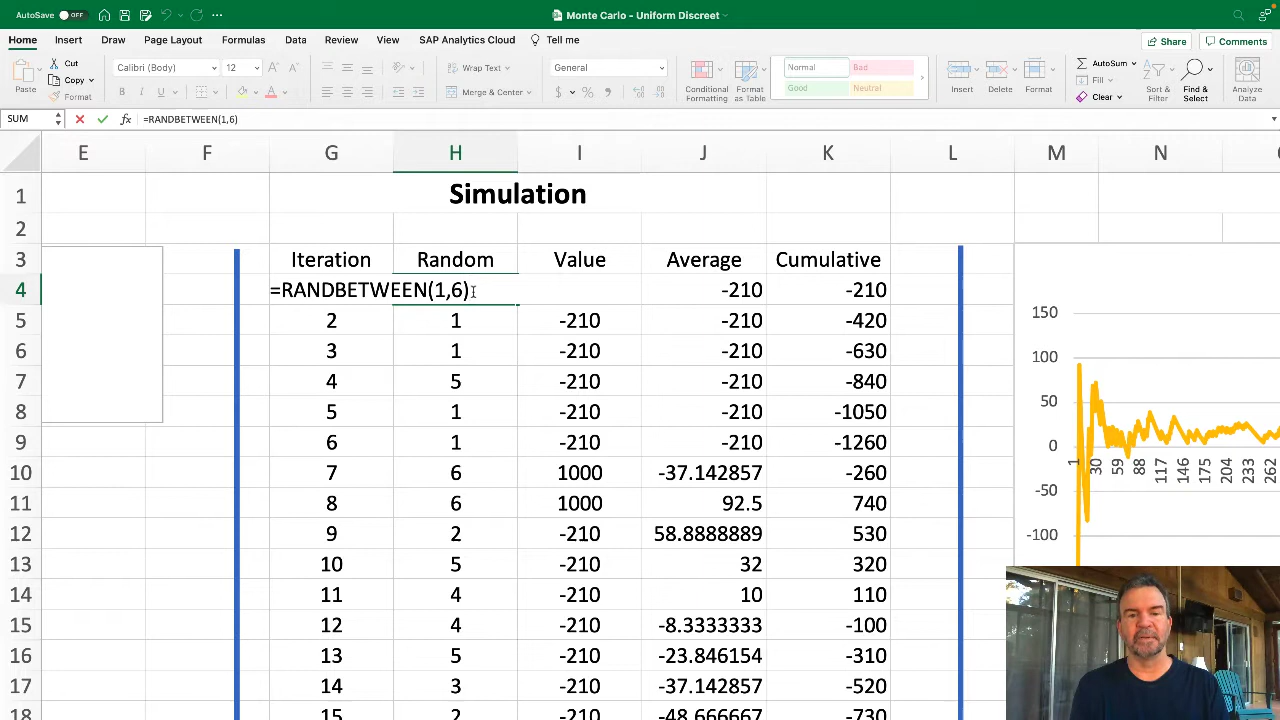 AutoSave OFF
Monte Carlo - Uniform Discreet
Home Insert Draw Page Layout Formulas Data Review View SAP Analytics Cloud Tell me
Share Comments
Paste Cut Copy Format
Calibri (Body) 12
B I U A
Wrap Text
Merge & Center
General
$ %
Conditional Formatting
Format as Table
Normal Bad
Good Neutral
Insert Delete Format
AutoSum
Fill
Clear
Sort & Filter
Find & Select
Analyze Data
SUM fx =RANDBETWEEN(1,6)
E F G H I J K L M N
1 Simulation
2
3 Iteration Random Value Average Cumulative
4 =RANDBETWEEN(1,6) -210 -210
5 2 1 -210 -210 -420
6 3 1 -210 -210 -630
7 4 5 -210 -210 -840
8 5 1 -210 -210 -1050
9 6 1 -210 -210 -1260
10 7 6 1000 -37.142857 -260
11 8 6 1000 92.5 740
12 9 2 -210 58.8888889 530
13 10 5 -210 32 320
14 11 4 -210 10 110
15 12 4 -210 -8.3333333 -100
16 13 5 -210 -23.846154 -310
17 14 3 -210 -37.142857 -520
18 15 2 -210 -48.666667 -730
150
100
50
0
-50
-100
1 30 59 88 117 146 175 204 233 262